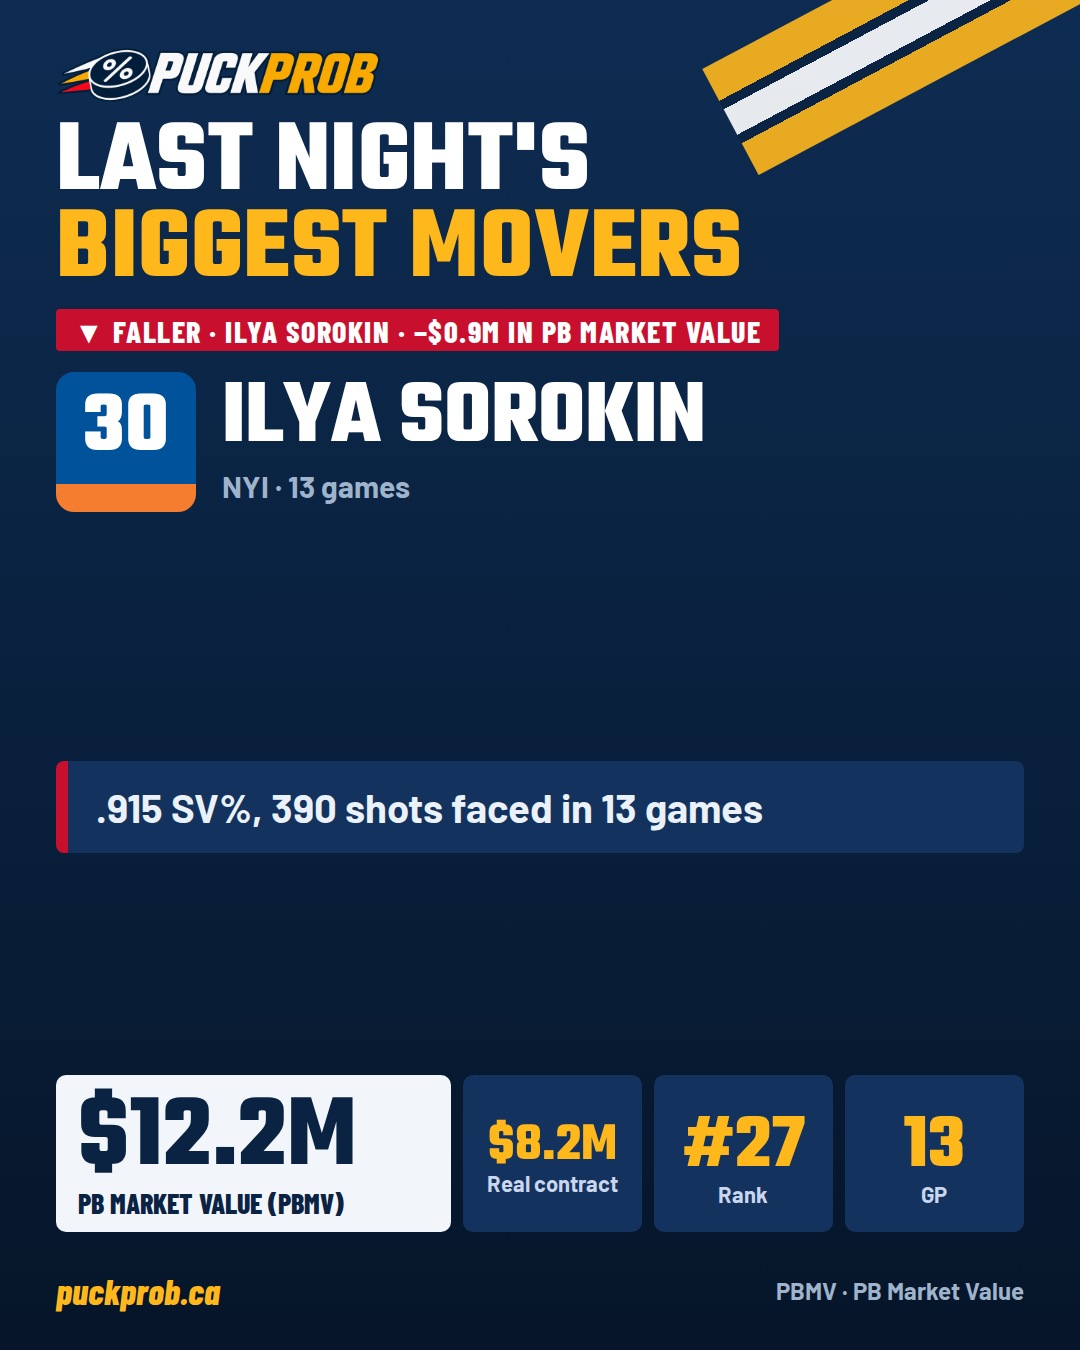 % PUCKPROB
LAST NIGHT'S
BIGGEST MOVERS
▼ FALLER · ILYA SOROKIN · −$0.9M IN PB MARKET VALUE
30
ILYA SOROKIN
NYI · 13 games
.915 SV%, 390 shots faced in 13 games
$12.2M
PB MARKET VALUE (PBMV)
$8.2M
Real contract
#27
Rank
13
GP
puckprob.ca
PBMV · PB Market Value